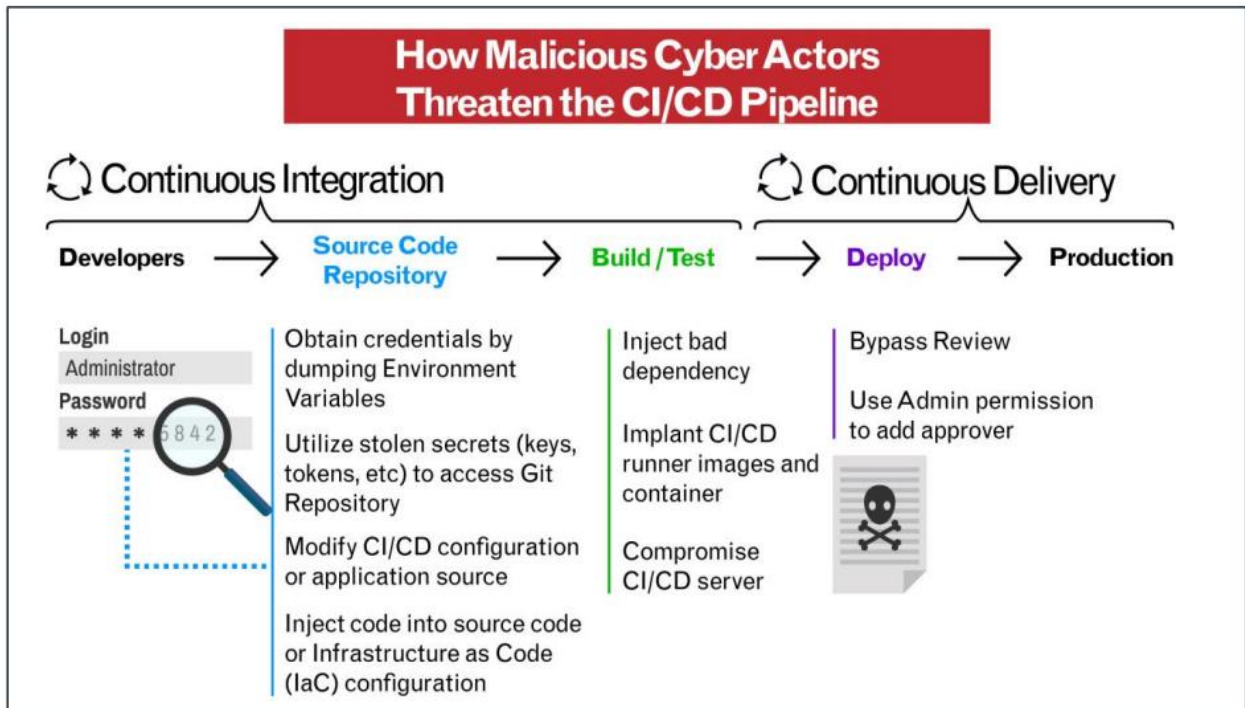 How Malicious Cyber Actors
Threaten the CI/CD Pipeline
Continuous Integration
Continuous Delivery
Developers
Source Code
Repository
Build / Test
Deploy
Production
Login
Administrator
Password
* * * * 5842
Obtain credentials by
dumping Environment
Variables
Utilize stolen secrets (keys,
tokens, etc) to access Git
Repository
Modify CI/CD configuration
or application source
Inject code into source code
or Infrastructure as Code
(IaC) configuration
Inject bad
dependency
Implant CI/CD
runner images and
container
Compromise
CI/CD server
Bypass Review
Use Admin permission
to add approver